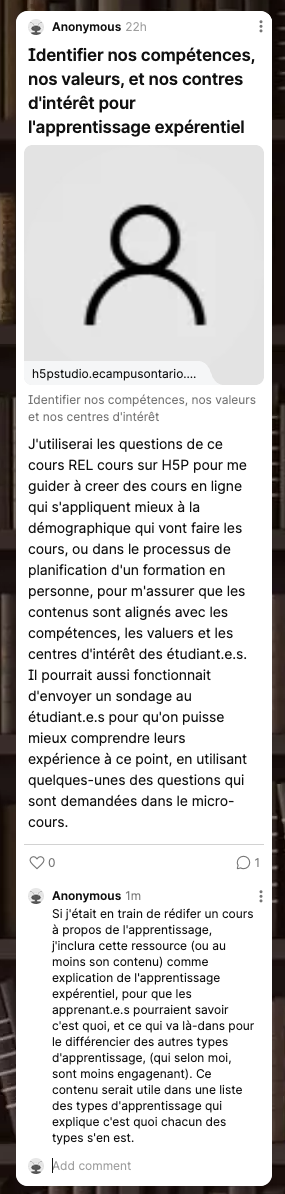 Anonymous 22h
Identifier nos compétences,
nos valeurs, et nos contres
d'intérêt pour
l'apprentissage expérentiel
h5pstudio.ecampusontario....
Identifier nos compétences, nos valeurs
et nos centres d'intérêt
J'utiliserai les questions de ce
cours REL cours sur H5P pour me
guider à creer des cours en ligne
qui s'appliquent mieux à la
démographique qui vont faire les
cours, ou dans le processus de
planification d'un formation en
personne, pour m'assurer que les
contenus sont alignés avec les
compétences, les valuers et les
centres d'intérêt des étudiant.e.s.
Il pourrait aussi fonctionnait
d'envoyer un sondage au
étudiant.e.s pour qu'on puisse
mieux comprendre leurs
expérience à ce point, en utilisant
quelques-unes des questions qui
sont demandées dans le micro-
cours.
0 1
Anonymous 1m
Si j'était en train de rédifer un cours
à propos de l'apprentissage,
j'inclura cette ressource (ou au
moins son contenu) comme
explication de l'apprentissage
expérentiel, pour que les
apprenant.e.s pourraient savoir
c'est quoi, et ce qui va là-dans pour
le différencier des autres types
d'apprentissage, (qui selon moi,
sont moins engagenant). Ce
contenu serait utile dans une liste
des types d'apprentissage qui
explique c'est quoi chacun des
types s'en est.
Add comment